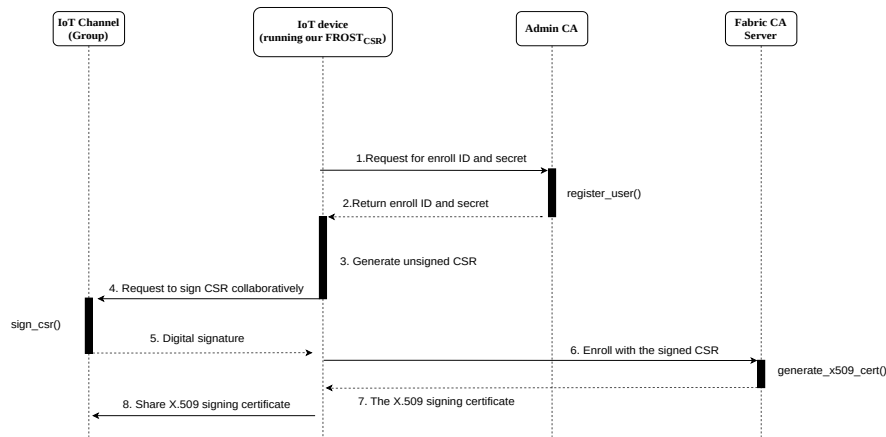 IoT Channel
(Group)
IoT device
(running our FROSTCSR)
Admin CA
Fabric CA
Server
1.Request for enroll ID and secret
register_user()
2.Return enroll ID and secret
3. Generate unsigned CSR
4. Request to sign CSR collaboratively
sign_csr()
5. Digital signature
6. Enroll with the signed CSR
generate_x509_cert()
7. The X.509 signing certificate
8. Share X.509 signing certificate